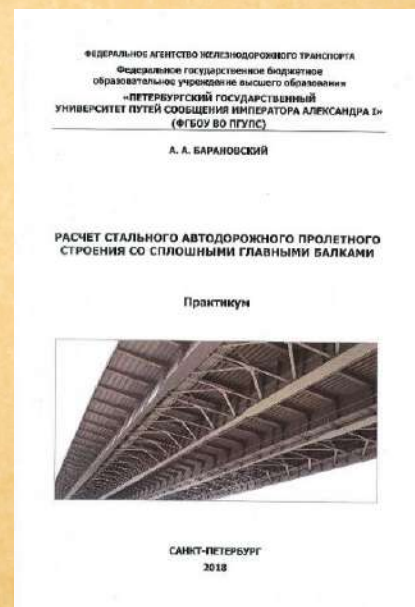 ФЕДЕРАЛЬНОЕ АГЕНТСТВО ЖЕЛЕЗНОДОРОЖНОГО ТРАНСПОРТА
Федеральное государственное бюджетное
образовательное учреждение высшего образования
«ПЕТЕРБУРГСКИЙ ГОСУДАРСТВЕННЫЙ
УНИВЕРСИТЕТ ПУТЕЙ СООБЩЕНИЯ ИМПЕРАТОРА АЛЕКСАНДРА I»
(ФГБОУ ВО ПГУПС)
А. А. БАРАНОВСКИЙ
РАСЧЕТ СТАЛЬНОГО АВТОДОРОЖНОГО ПРОЛЕТНОГО
СТРОЕНИЯ СО СПЛОШНЫМИ ГЛАВНЫМИ БАЛКАМИ
Практикум
САНКТ-ПЕТЕРБУРГ
2018